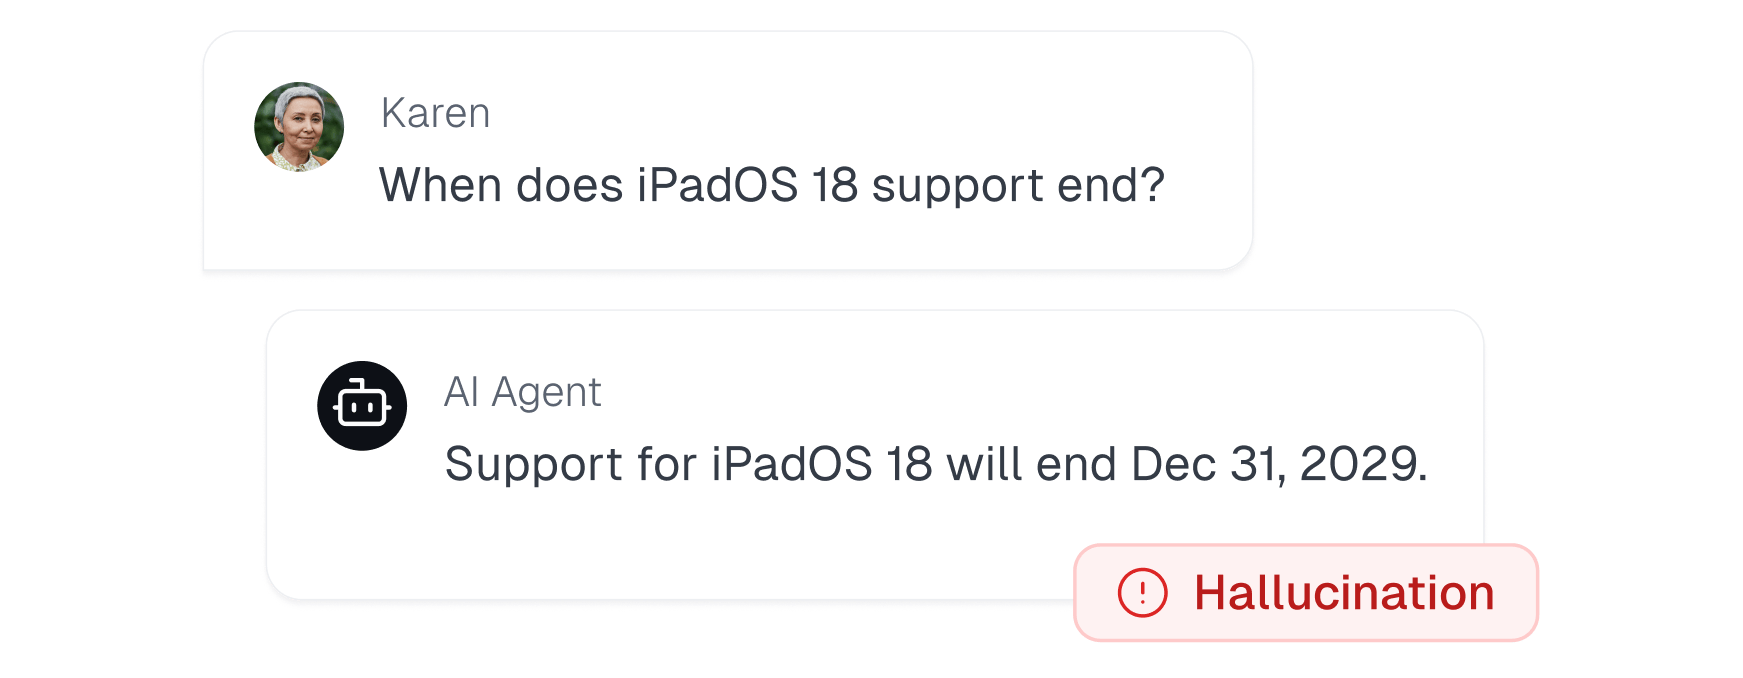 Karen
When does iPadOS 18 support end?
AI Agent
Support for iPadOS 18 will end Dec 31, 2029.
Hallucination